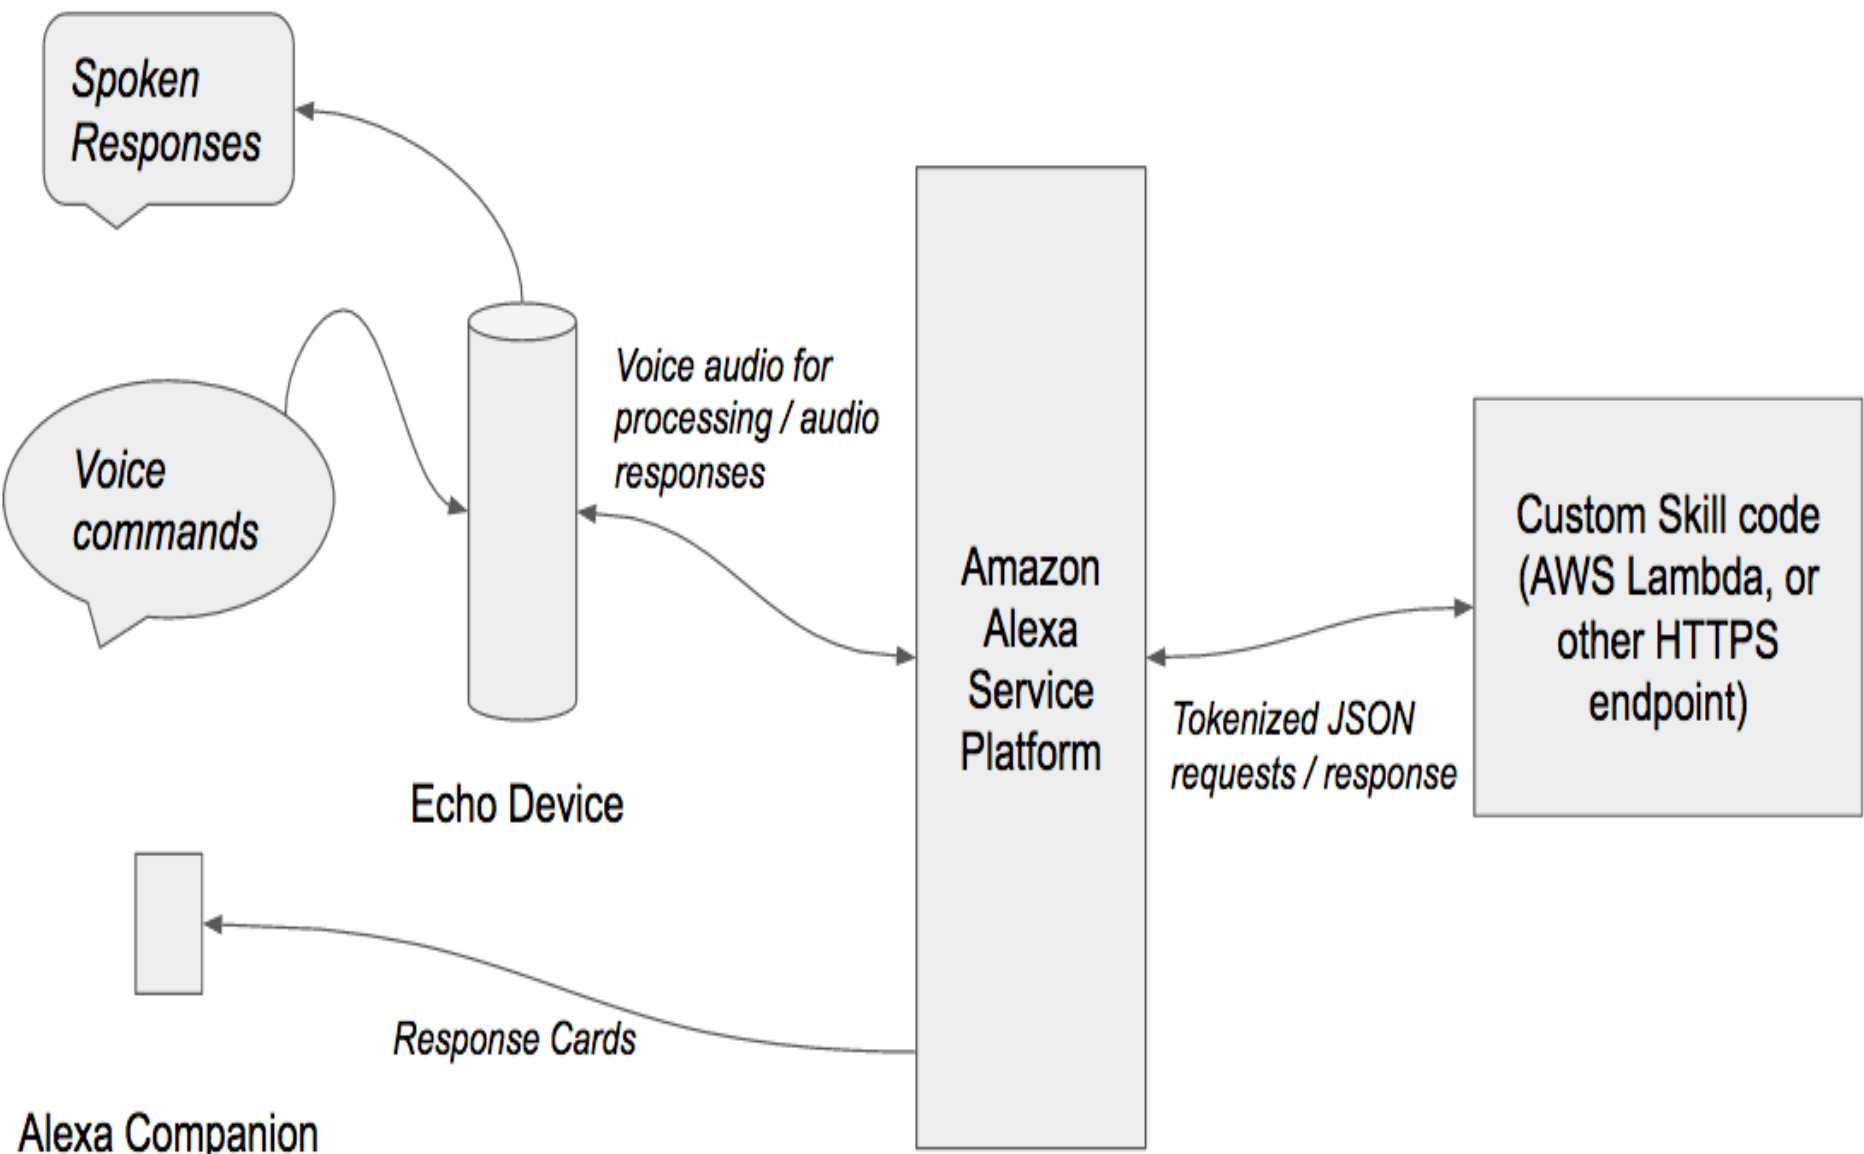 Spoken
Responses
Voice audio for
processing / audio
responses
Voice
commands
Custom Skill code
(AWS Lambda, or
other HTTPS
endpoint)
Amazon
Alexa
Service
Platform
Tokenized JSON
requests / response
Echo Device
Response Cards
Alexa Companion